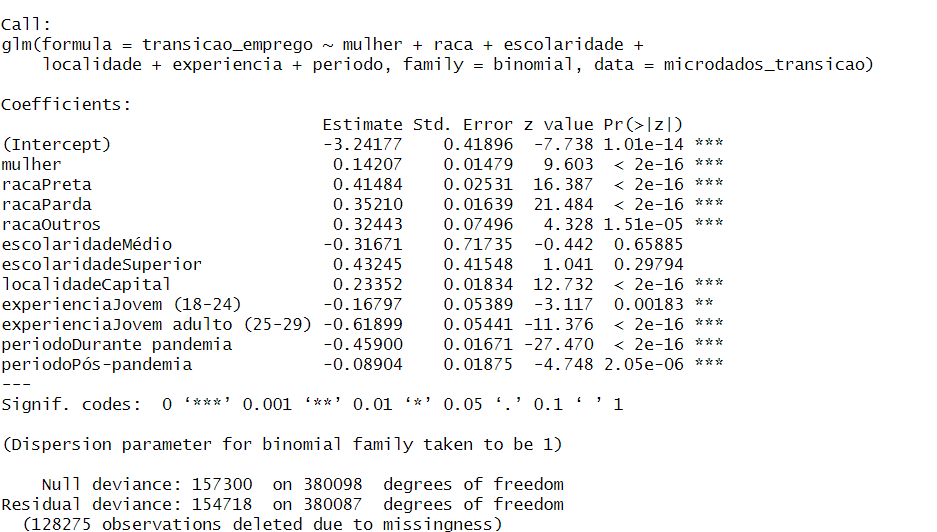 Call:
glm(formula = transicao_emprego ~ mulher + raca + escolaridade +
    localidade + experiencia + periodo, family = binomial, data = microdados_transicao)

Coefficients:
                             Estimate Std. Error z value Pr(>|z|)
(Intercept)                  -3.24177    0.41896  -7.738 1.01e-14 ***
mulher                        0.14207    0.01479   9.603  < 2e-16 ***
racaPreta                     0.41484    0.02531  16.387  < 2e-16 ***
racaParda                     0.35210    0.01639  21.484  < 2e-16 ***
racaOutros                    0.32443    0.07496   4.328 1.51e-05 ***
escolaridadeMédio            -0.31671    0.71735  -0.442  0.65885
escolaridadeSuperior          0.43245    0.41548   1.041  0.29794
localidadeCapital             0.23352    0.01834  12.732  < 2e-16 ***
experienciaJovem (18-24)     -0.16797    0.05389  -3.117  0.00183 **
experienciaJovem adulto (25-29) -0.61899    0.05441 -11.376  < 2e-16 ***
periodoDurante pandemia      -0.45900    0.01671 -27.470  < 2e-16 ***
periodoPós-pandemia          -0.08904    0.01875  -4.748 2.05e-06 ***
---
Signif. codes:  0 ‘***’ 0.001 ‘**’ 0.01 ‘*’ 0.05 ‘.’ 0.1 ‘ ’ 1

(Dispersion parameter for binomial family taken to be 1)

    Null deviance: 157300  on 380098  degrees of freedom
Residual deviance: 154718  on 380087  degrees of freedom
  (128275 observations deleted due to missingness)